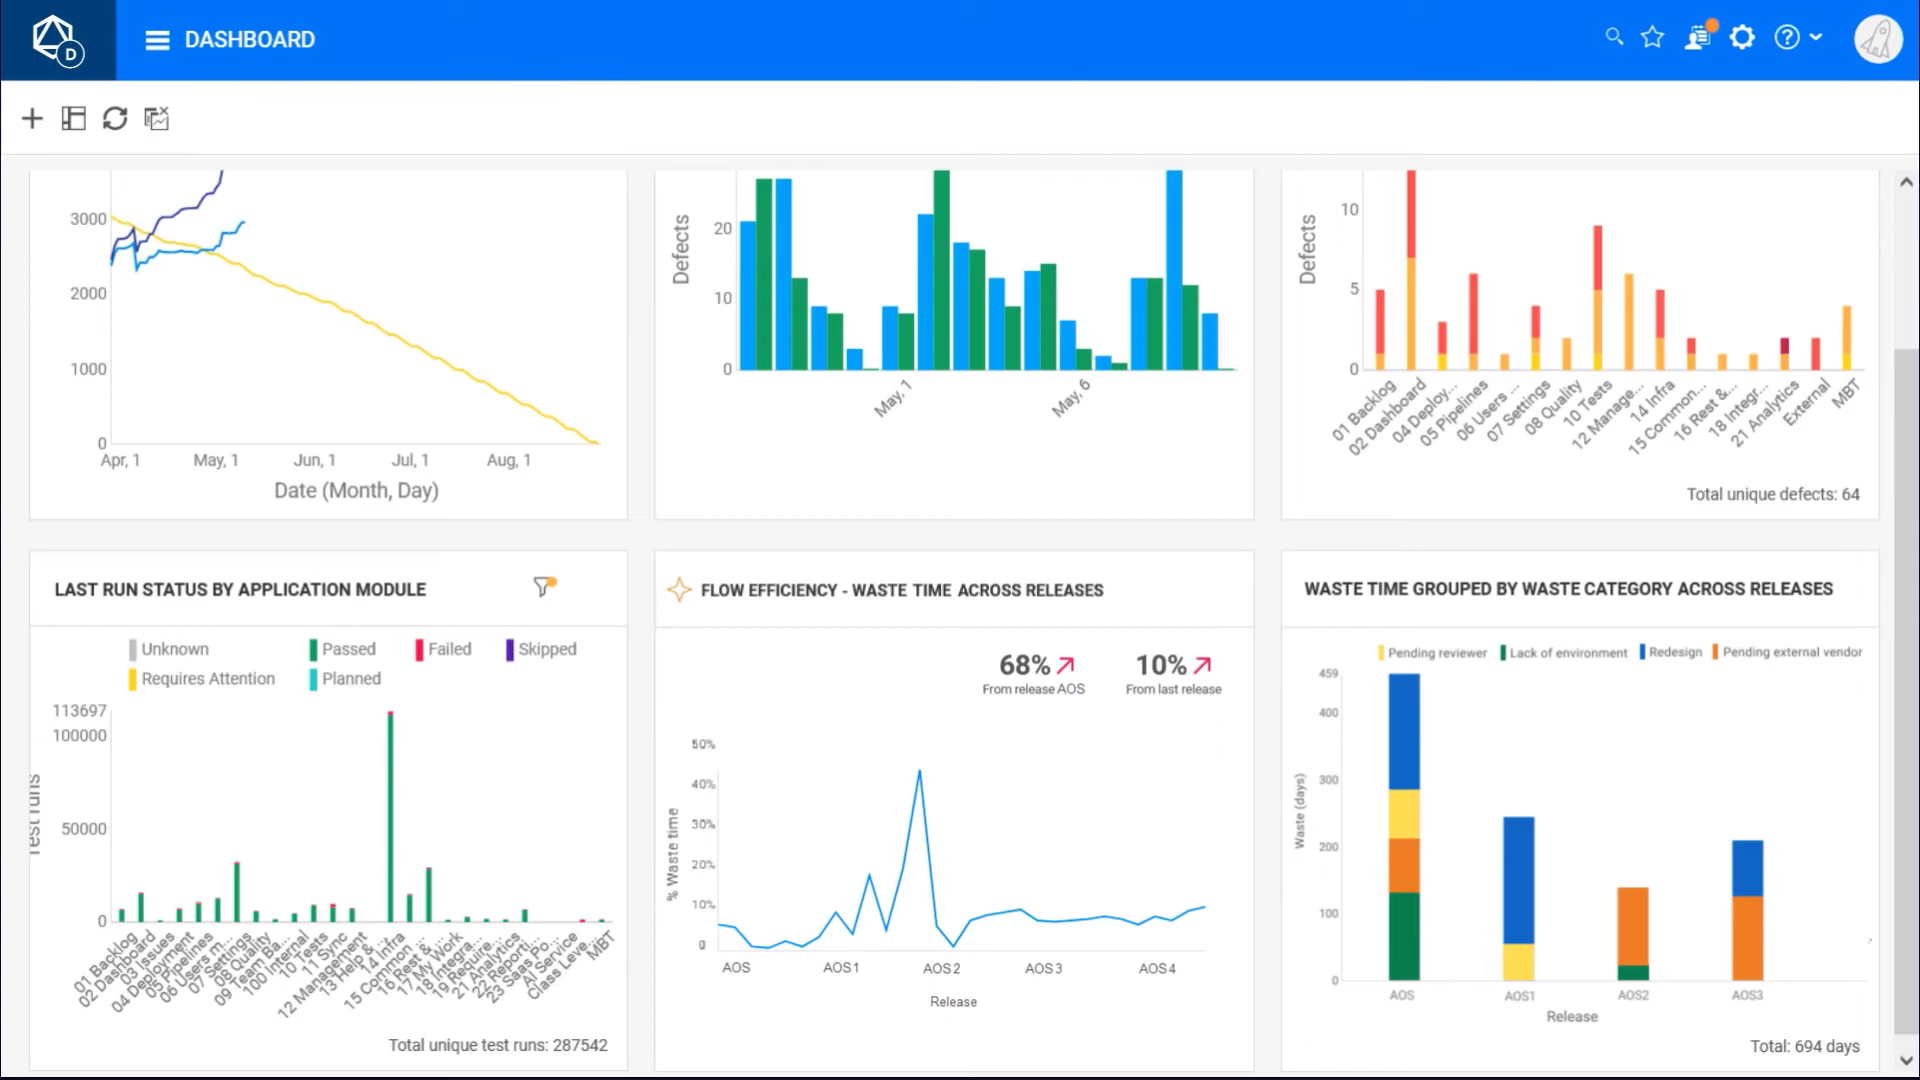 D
DASHBOARD
3000
2000
1000
0
Apr, 1
May, 1
Jun, 1
Jul, 1
Aug, 1
Date (Month, Day)
Defects
20
10
0
May, 1
May, 6
Defects
10
5
0
01 Backlog
02 Dashboard
04 Deploy...
05 Pipelines
06 Users ...
07 Settings
08 Quality
10 Tests
12 Manage...
14 Infra
15 Common...
16 Rest &...
18 Integr...
21 Analytics
External
MBT
Total unique defects: 64
LAST RUN STATUS BY APPLICATION MODULE
Unknown
Passed
Failed
Skipped
Requires Attention
Planned
113697
100000
50000
0
Test runs
01 Backlog
02 Dashboard
03 Issues
04 Deployment
05 Pipelines
06 Users m...
07 Settings
08 Quality
09 Team Ba...
100 Internal
10 Tests
11 Sync
12 Management
13 Help & ...
14 Infra
15 Common ...
16 Rest & ...
17 My Work
18 Integra...
19 Require...
21 Analytics
22 Reporti...
23 Saas Po...
AI Service
Class Leve...
MBT
Total unique test runs: 287542
FLOW EFFICIENCY - WASTE TIME ACROSS RELEASES
68%
From release AOS
10%
From last release
50%
40%
30%
20%
10%
0
% Waste time
AOS
AOS1
AOS2
AOS3
AOS4
Release
WASTE TIME GROUPED BY WASTE CATEGORY ACROSS RELEASES
Pending reviewer
Lack of environment
Redesign
Pending external vendor
459
400
300
200
100
0
Waste (days)
AOS
AOS1
AOS2
AOS3
Release
Total: 694 days